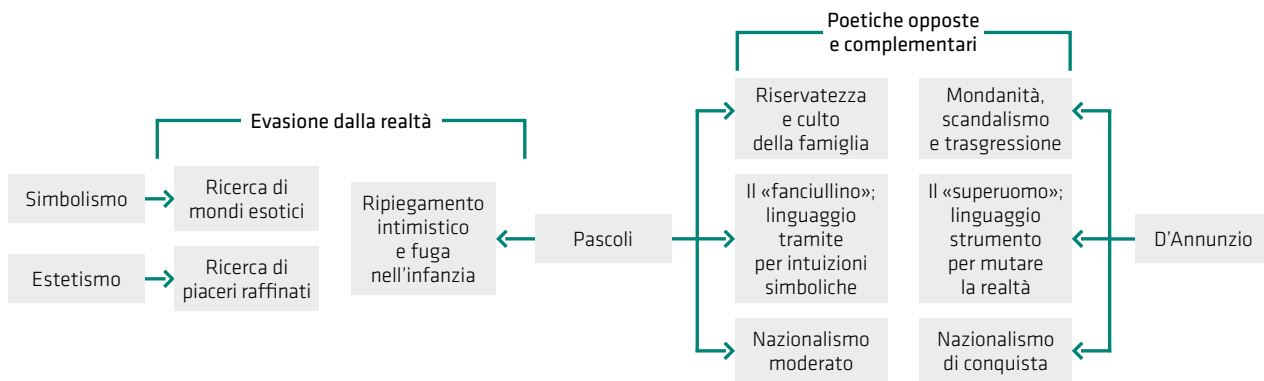 Poetiche opposte
e complementari
Evasione dalla realtà
Simbolismo
Ricerca di
mondi esotici
Estetismo
Ricerca di
piaceri raffinati
Ripiegamento
intimistico
e fuga
nell'infanzia
Pascoli
Riservatezza
e culto
della famiglia
Mondanità,
scandalismo
e trasgressione
Il «fanciullino»;
linguaggio
tramite
per intuizioni
simboliche
Il «superuomo»;
linguaggio
strumento
per mutare
la realtà
D'Annunzio
Nazionalismo
moderato
Nazionalismo
di conquista